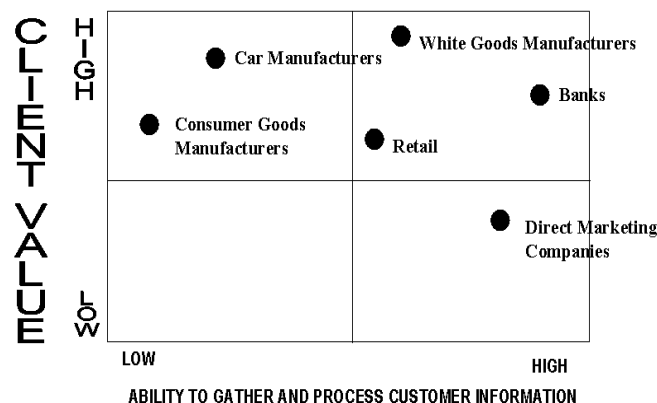 CLIENT VALUE
HIGH
Car Manufacturers
White Goods Manufacturers
Banks
Consumer Goods
Manufacturers
Retail
Direct Marketing
Companies
LOW
LOW
HIGH
ABILITY TO GATHER AND PROCESS CUSTOMER INFORMATION